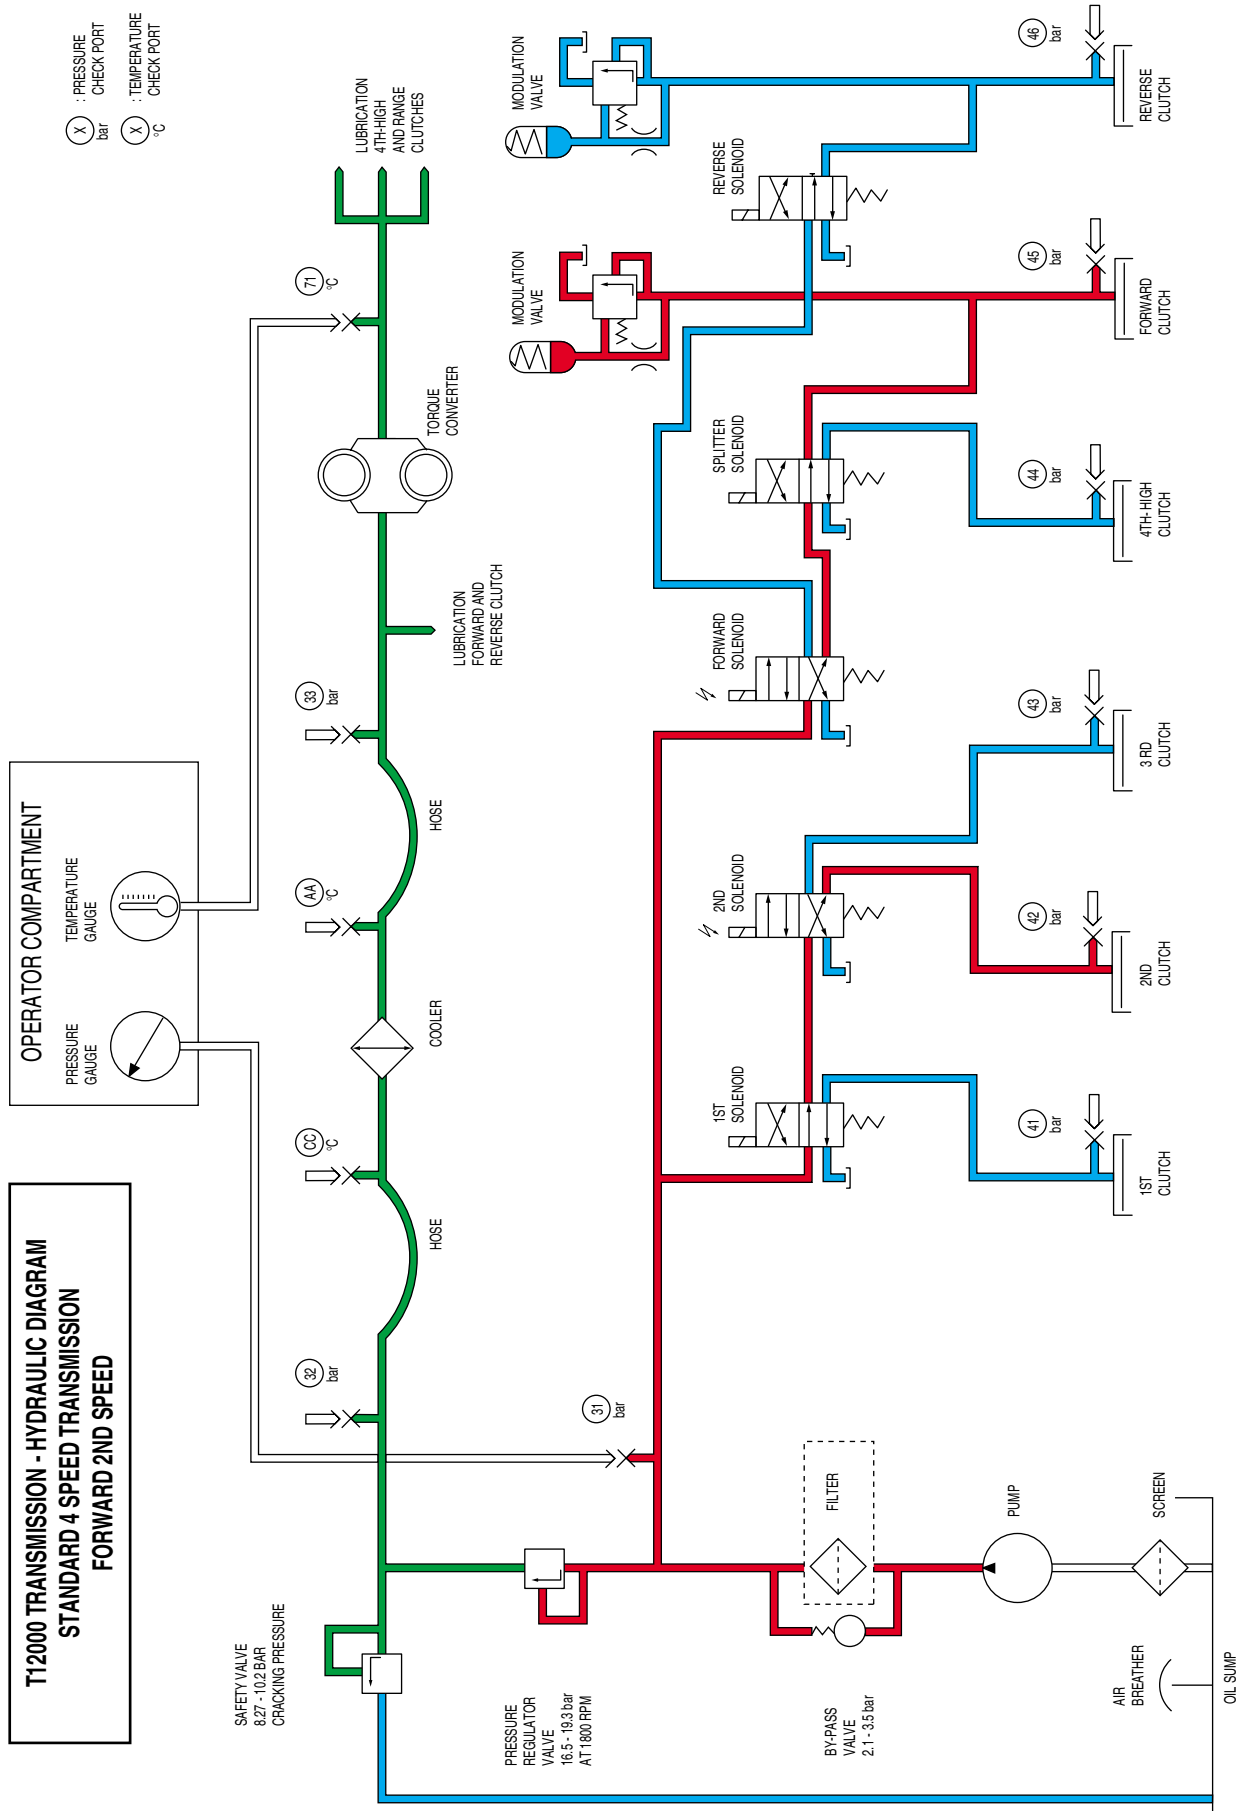 T12000 TRANSMISSION - HYDRAULIC DIAGRAM
STANDARD 4 SPEED TRANSMISSION
FORWARD 2ND SPEED
OPERATOR COMPARTMENT
PRESSURE
GAUGE
TEMPERATURE
GAUGE
X
bar
: PRESSURE
CHECK PORT
X
°C
: TEMPERATURE
CHECK PORT
SAFETY VALVE
8.27 - 10.2 BAR
CRACKING PRESSURE
32
bar
HOSE
CC
°C
COOLER
AA
°C
HOSE
33
bar
LUBRICATION
FORWARD AND
REVERSE CLUTCH
TORQUE
CONVERTER
71
°C
LUBRICATION
4TH-HIGH
AND RANGE
CLUTCHES
PRESSURE
REGULATOR
VALVE
16.5 - 19.3 bar
AT 1800 RPM
31
bar
MODULATION
VALVE
MODULATION
VALVE
1ST
SOLENOID
2ND
SOLENOID
FORWARD
SOLENOID
SPLITTER
SOLENOID
REVERSE
SOLENOID
BY-PASS
VALVE
2.1 - 3.5 bar
FILTER
PUMP
SCREEN
AIR
BREATHER
OIL SUMP
41
bar
42
bar
43
bar
44
bar
45
bar
46
bar
1ST
CLUTCH
2ND
CLUTCH
3 RD
CLUTCH
4TH-HIGH
CLUTCH
FORWARD
CLUTCH
REVERSE
CLUTCH